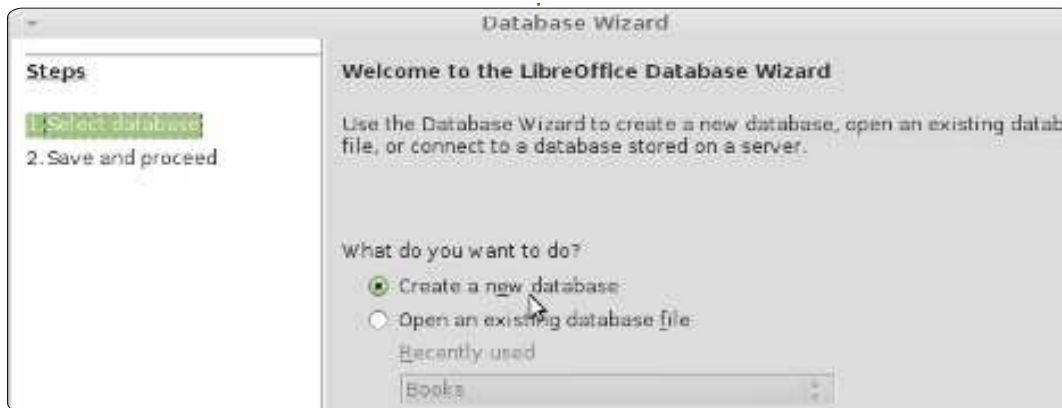 Database Wizard
Steps
1. Select database
2. Save and proceed
Welcome to the LibreOffice Database Wizard
Use the Database Wizard to create a new database, open an existing datab
file, or connect to a database stored on a server.
What do you want to do?
Create a new database
Open an existing database file
Recently used
Books